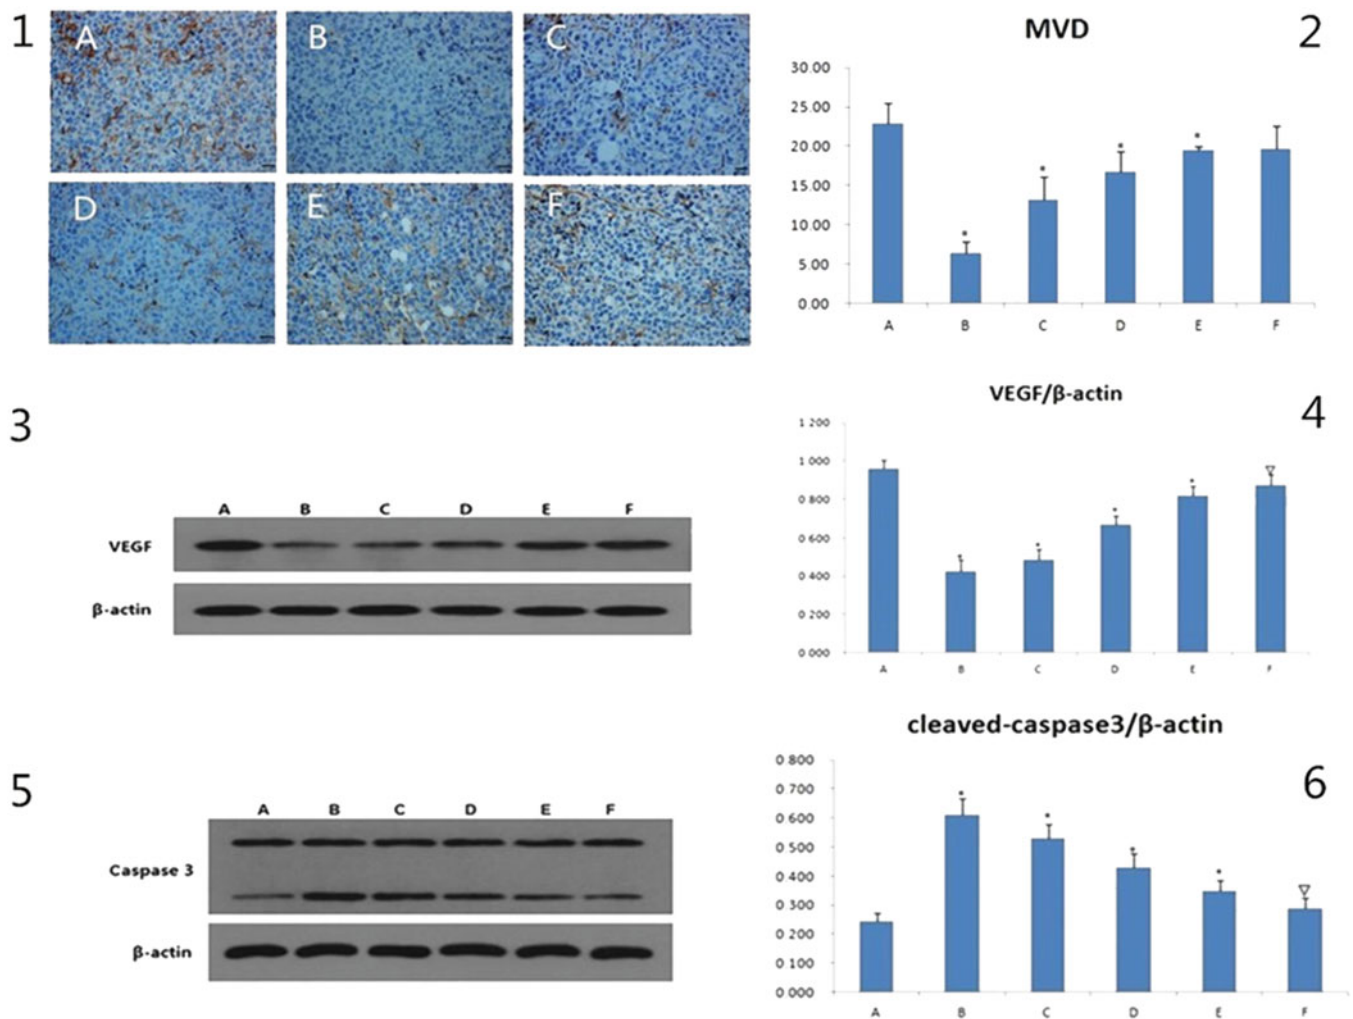 1
A B C
D E F
MVD
2
30.00
25.00
20.00
15.00
10.00
5.00
0.00
* * * *
A B C D E F
3
A B C D E F
VEGF
β-actin
VEGF/β-actin
4
1 200
1 000
0 800
0 600
0 400
0 200
0 000
* * * * ▽
A B C D E F
5
A B C D E F
Caspase 3
β-actin
cleaved-caspase3/β-actin
6
0 800
0 700
0 600
0 500
0 400
0 300
0 200
0 100
0 000
* * * * ▽
A B C D E F